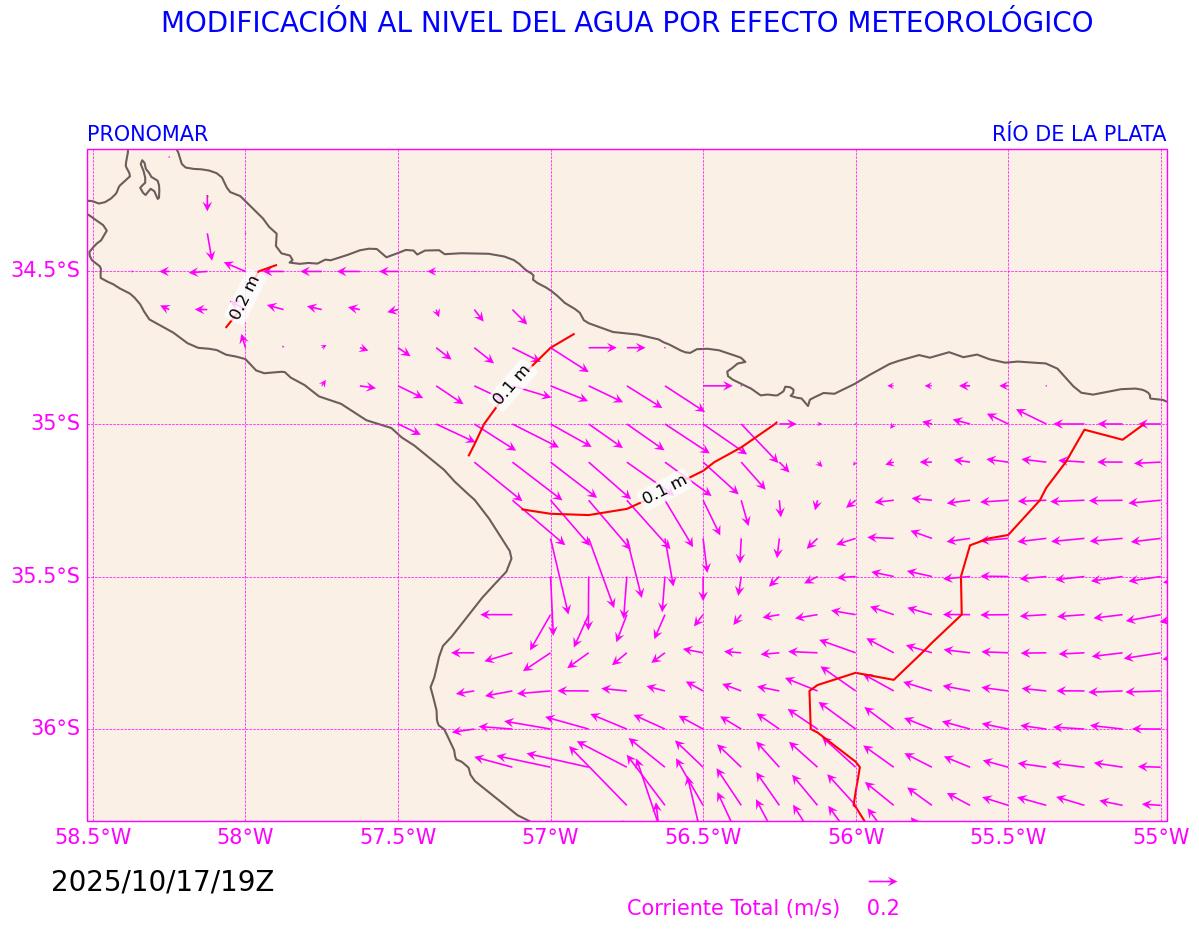 MODIFICACIÓN AL NIVEL DEL AGUA POR EFECTO METEOROLÓGICO
PRONOMAR RÍO DE LA PLATA
34.5°S
0.2 m
0.1 m
35°S
0.1 m
35.5°S
36°S
58.5°W 58°W 57.5°W 57°W 56.5°W 56°W 55.5°W 55°W
2025/10/17/19Z
Corriente Total (m/s) 0.2